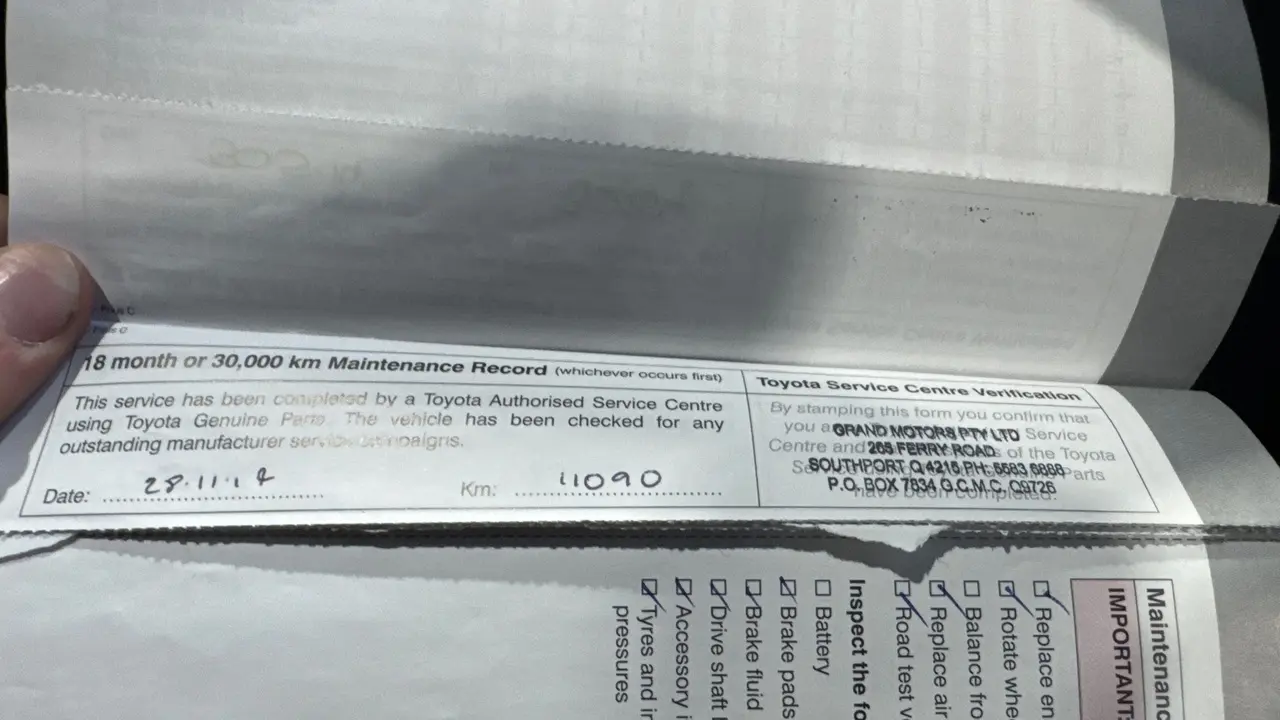 18 month or 30,000 km Maintenance Record (whichever occurs first)
This service has been completed by a Toyota Authorised Service Centre
using Toyota Genuine Parts. The vehicle has been checked for any
outstanding manufacturer service campaigns.
Date: 28.11.1
Km: 11090
Toyota Service Centre Verification
By stamping this form you confirm that
you a GRAND MOTORS PTY LTD Service
Centre and 265 FERRY ROAD s of the Toyota
SOUTHPORT Q 4215 PH: 5583 6888 Parts
P.O. BOX 7834 G.C.M.C. Q9726
have been completed.
Maintenanc
IMPORTANT
Replace en
Rotate whe
Balance fro
Replace air
Road test v
Inspect the fo
Battery
Brake pads
Brake fluid
Drive shaft
Accessory
Tyres and in
pressures